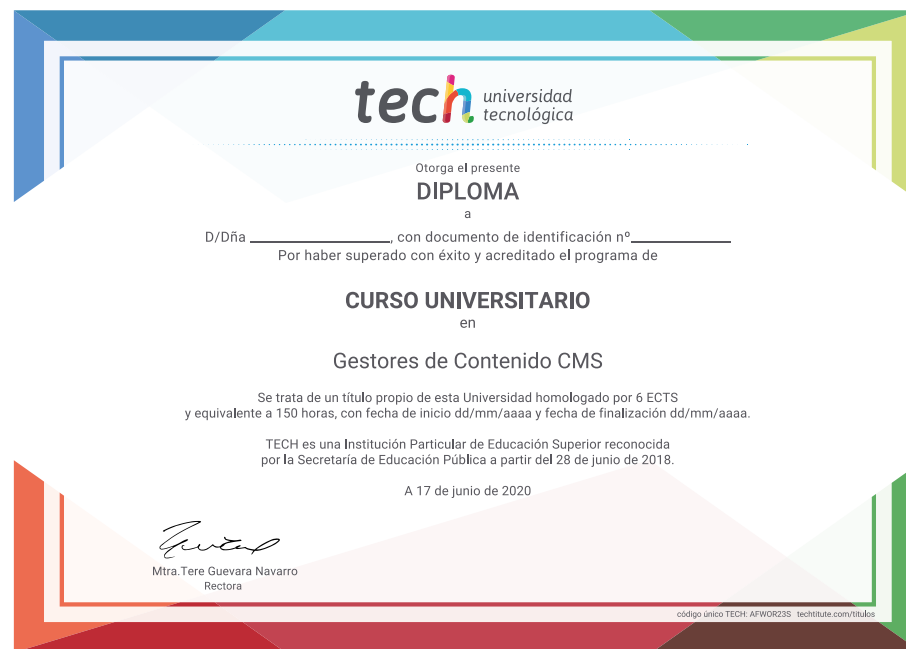 tech universidad
tecnológica
Otorga el presente
DIPLOMA
a
D/Dña ____________________, con documento de identificación nº______________
Por haber superado con éxito y acreditado el programa de
CURSO UNIVERSITARIO
en
Gestores de Contenido CMS
Se trata de un título propio de esta Universidad homologado por 6 ECTS
y equivalente a 150 horas, con fecha de inicio dd/mm/aaaa y fecha de finalización dd/mm/aaaa.
TECH es una Institución Particular de Educación Superior reconocida
por la Secretaría de Educación Pública a partir del 28 de junio de 2018.
A 17 de junio de 2020
Mtra.Tere Guevara Navarro
Rectora
código único TECH: AFWOR23S techtitute.com/titulos